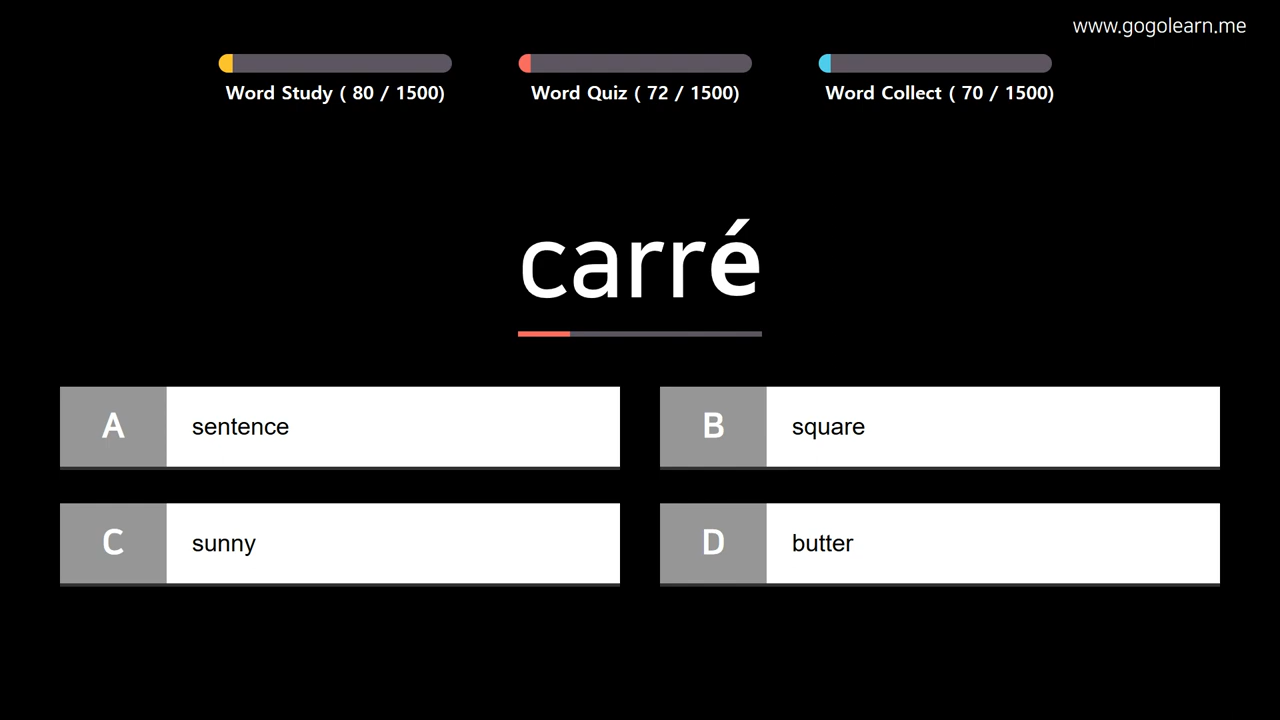 www.gogolearn.me
Word Study ( 80 / 1500)
Word Quiz ( 72 / 1500)
Word Collect ( 70 / 1500)
carré
A sentence
B square
C sunny
D butter